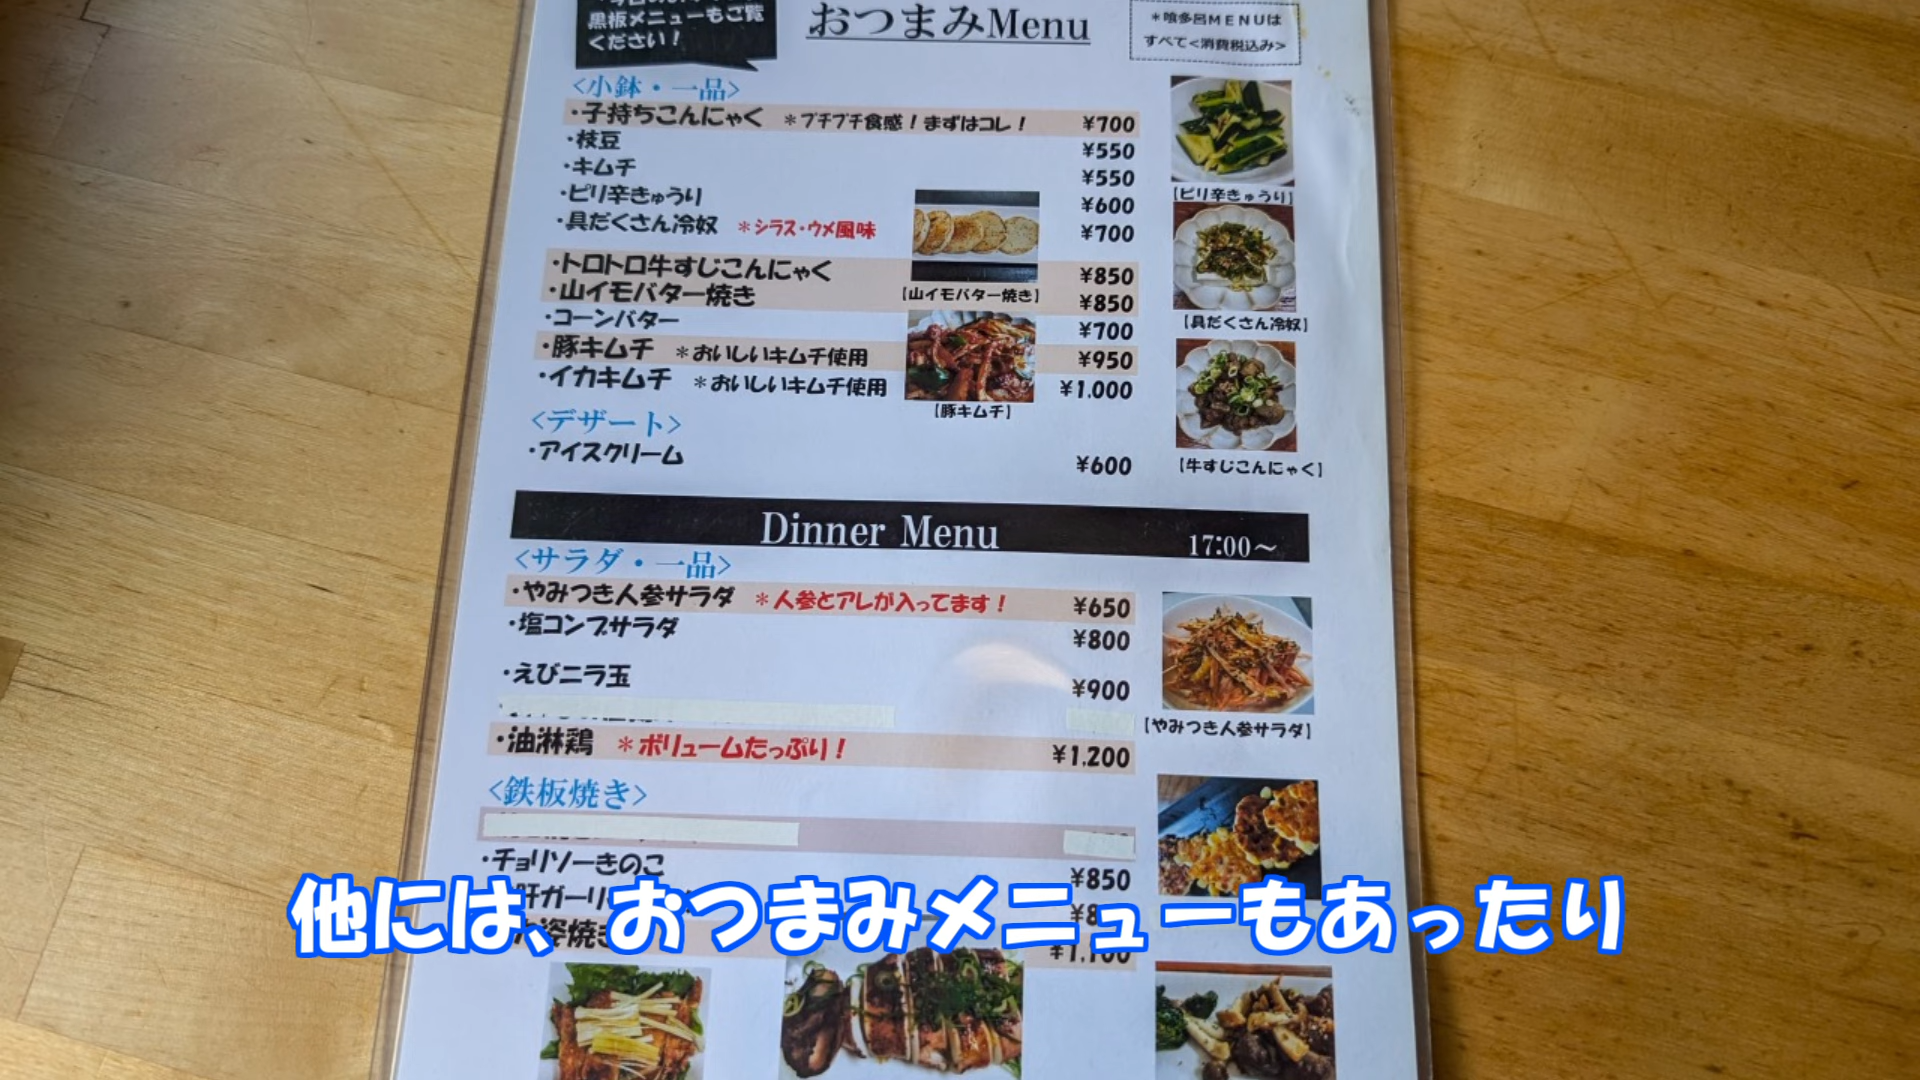 黒板メニューもご覧
ください！
おつまみMenu
＊喰多呂MENUは
すべて<消費税込み>
<小鉢・一品>
・子持ちこんにゃく ＊プチプチ食感！まずはコレ！ ¥700
・枝豆 ¥550
・キムチ ¥550
・ピリ辛きゅうり ¥600
・具だくさん冷奴 ＊シラス・ウメ風味 ¥700
・トロトロ牛すじこんにゃく ¥850
・山イモバター焼き ¥850
・コーンバター ¥700
・豚キムチ ＊おいしいキムチ使用 ¥950
・イカキムチ ＊おいしいキムチ使用 ¥1,000
【ピリ辛きゅうり】
【山イモバター焼き】
【具だくさん冷奴】
【豚キムチ】
【牛すじこんにゃく】
<デザート>
・アイスクリーム ¥600
Dinner Menu 17:00～
<サラダ・一品>
・やみつき人参サラダ ＊人参とアレが入ってます！ ¥650
・塩コンブサラダ ¥800
・えびニラ玉 ¥900
【やみつき人参サラダ】
・油淋鶏 ＊ボリュームたっぷり！ ¥1,200
<鉄板焼き>
・チョリソーきのこ ¥850
肝ガーリ ¥8
姿焼き ¥1,100
他には、おつまみメニューもあったり